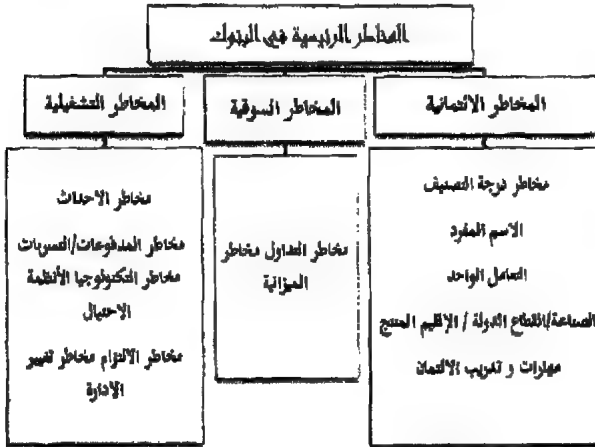 المخاطر الرئيسية في البنوك
المخاطر الائتمانية
المخاطر السوقية
المخاطر التشغيلية
مخاطر درجة التصنيف
الاسم المفرد
التعامل الواحد
الصناعة/القطاع الدولة / الإقليم المنتج
مهارات و تدريب الائتمان
مخاطر التداول مخاطر
الميزانية
مخاطر الاحداث
مخاطر المدفوعات/التسربات
مخاطر التكنولوجيا الأنظمة
الاحتيال
مخاطر الالتزام مخاطر تغيير
الادارة